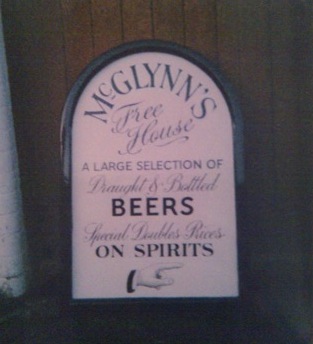 McGLYNN'S
Free
House
A LARGE SELECTION OF
Draught & Bottled
BEERS
Special Doubles Prices
ON SPIRITS